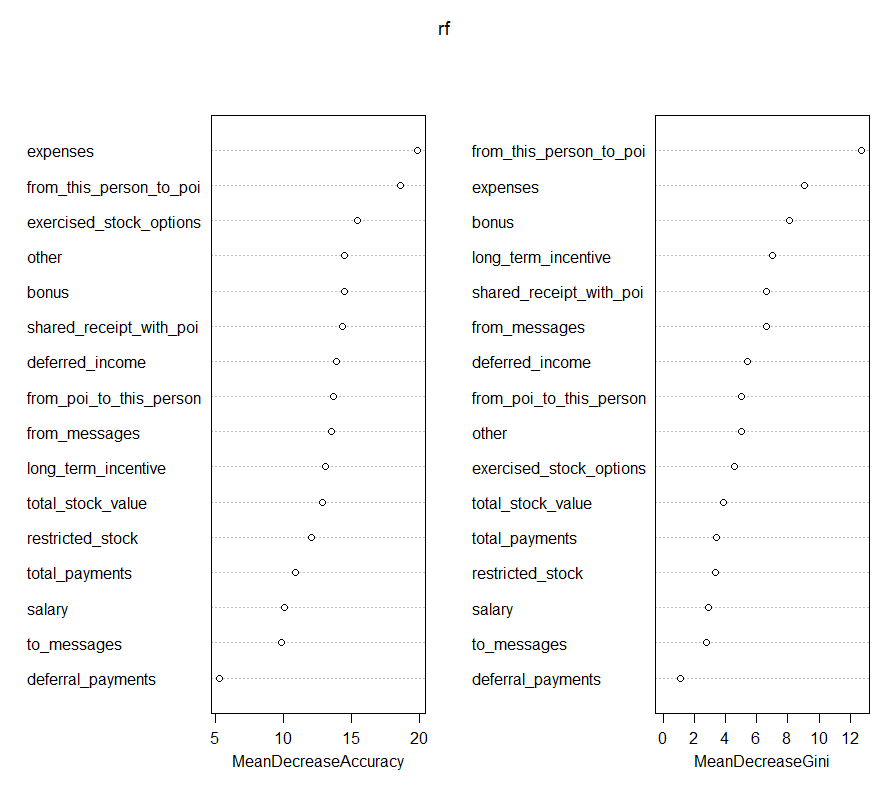 rf
expenses
from_this_person_to_poi
exercised_stock_options
other
bonus
shared_receipt_with_poi
deferred_income
from_poi_to_this_person
from_messages
long_term_incentive
total_stock_value
restricted_stock
total_payments
salary
to_messages
deferral_payments
5 10 15 20
MeanDecreaseAccuracy
from_this_person_to_poi
expenses
bonus
long_term_incentive
shared_receipt_with_poi
from_messages
deferred_income
from_poi_to_this_person
other
exercised_stock_options
total_stock_value
total_payments
restricted_stock
salary
to_messages
deferral_payments
0 2 4 6 8 10 12
MeanDecreaseGini